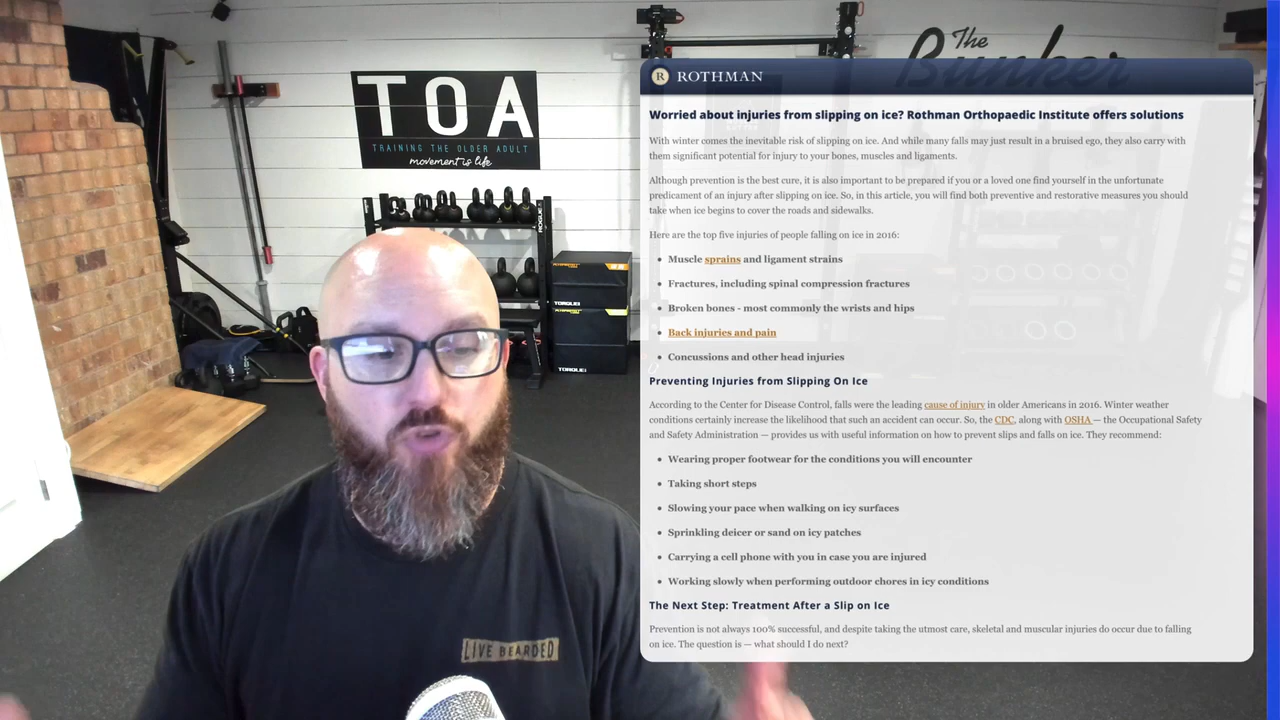 TOA
TRAINING THE OLDER ADULT
movement is life
The
Bunker
ROGUE
TORQUE
TORQUE
LIVE BEARDED
R ROTHMAN
Worried about injuries from slipping on ice? Rothman Orthopaedic Institute offers solutions
With winter comes the inevitable risk of slipping on ice. And while many falls may just result in a bruised ego, they also carry with
them significant potential for injury to your bones, muscles and ligaments.
Although prevention is the best cure, it is also important to be prepared if you or a loved one find yourself in the unfortunate
predicament of an injury after slipping on ice. So, in this article, you will find both preventive and restorative measures you should
take when ice begins to cover the roads and sidewalks.
Here are the top five injuries of people falling on ice in 2016:
• Muscle sprains and ligament strains
• Fractures, including spinal compression fractures
• Broken bones - most commonly the wrists and hips
• Back injuries and pain
• Concussions and other head injuries
Preventing Injuries from Slipping On Ice
According to the Center for Disease Control, falls were the leading cause of injury in older Americans in 2016. Winter weather
conditions certainly increase the likelihood that such an accident can occur. So, the CDC, along with OSHA — the Occupational Safety
and Safety Administration — provides us with useful information on how to prevent slips and falls on ice. They recommend:
• Wearing proper footwear for the conditions you will encounter
• Taking short steps
• Slowing your pace when walking on icy surfaces
• Sprinkling deicer or sand on icy patches
• Carrying a cell phone with you in case you are injured
• Working slowly when performing outdoor chores in icy conditions
The Next Step: Treatment After a Slip on Ice
Prevention is not always 100% successful, and despite taking the utmost care, skeletal and muscular injuries do occur due to falling
on ice. The question is — what should I do next?